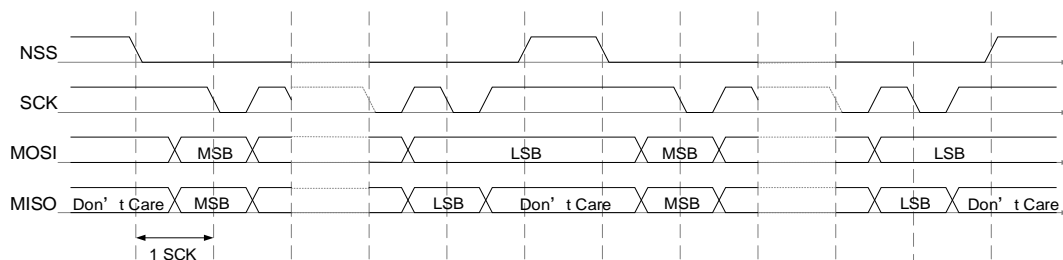 NSS
SCK
MOSI MSB LSB MSB LSB
MISO Don’t Care MSB LSB Don’t Care MSB LSB Don’t Care
1 SCK